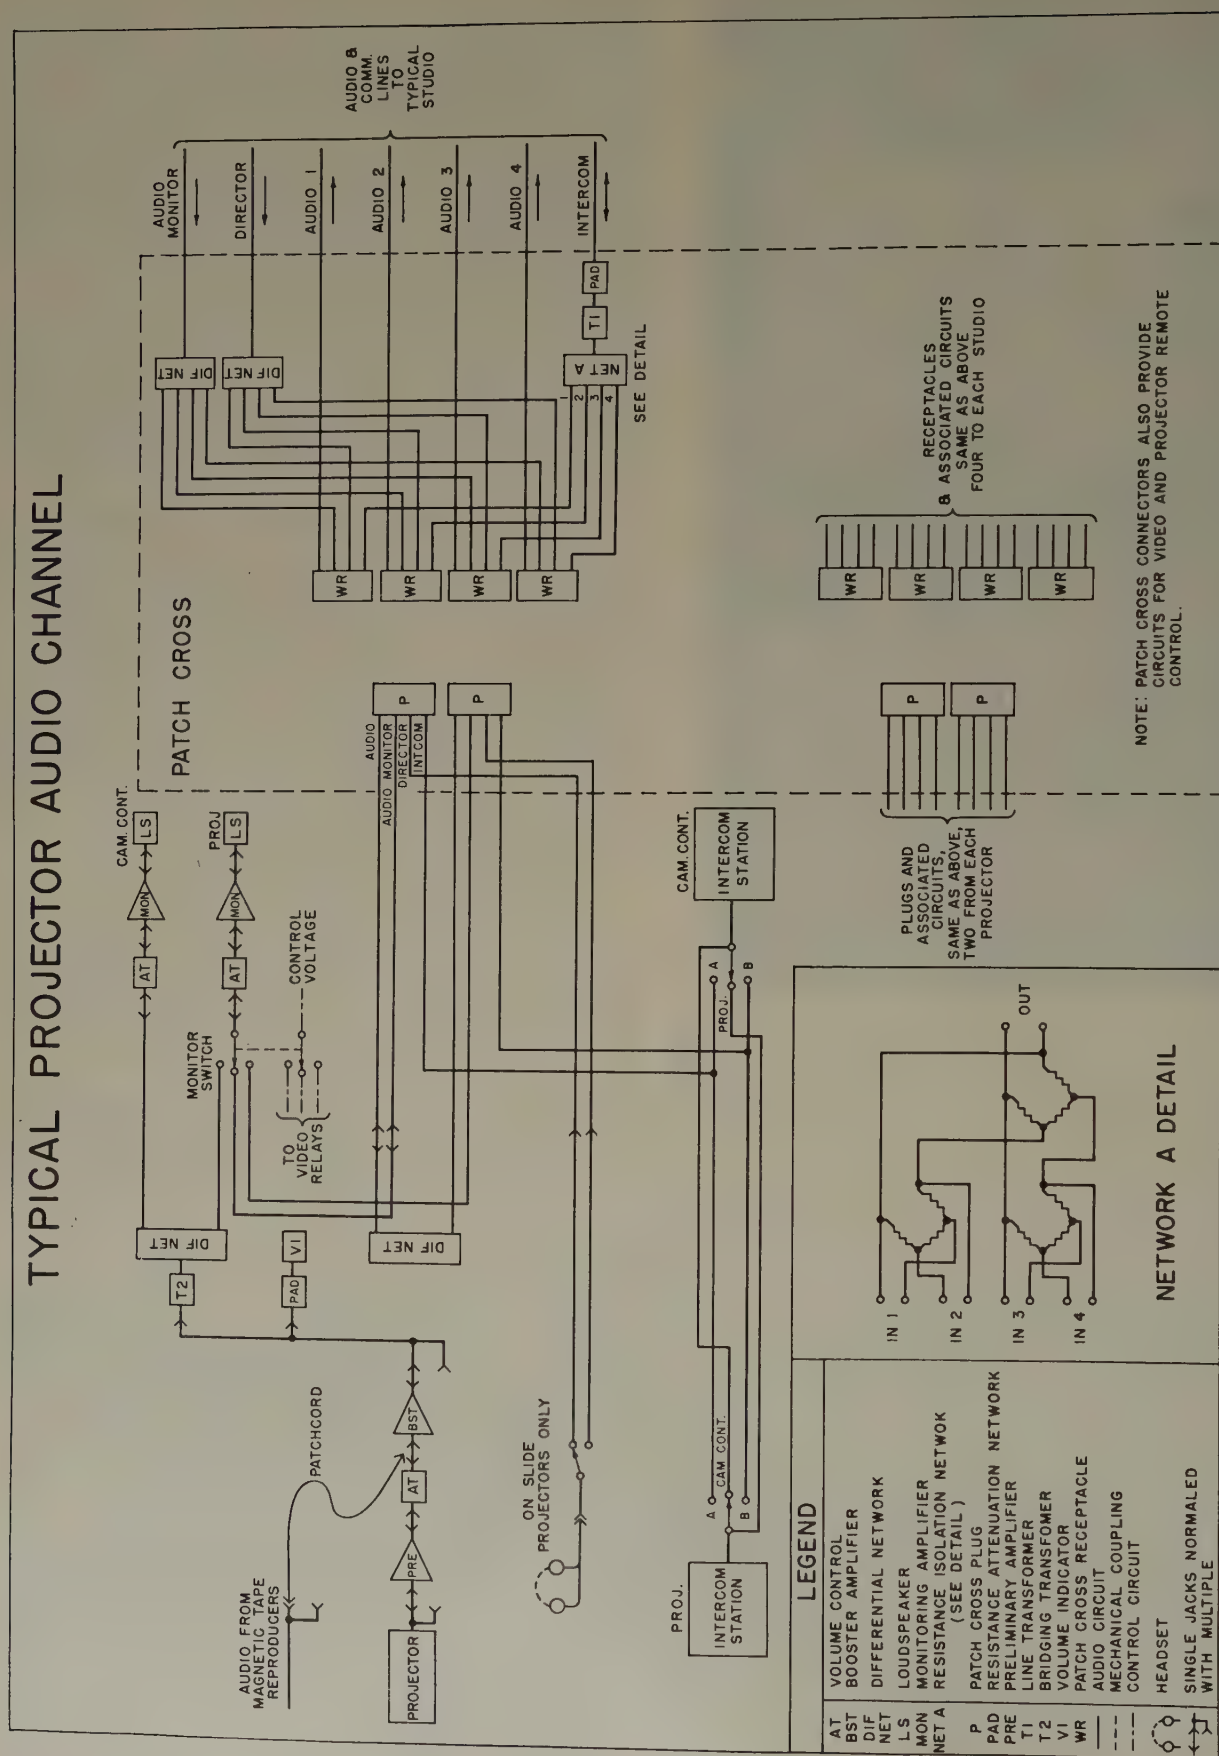 TYPICAL PROJECTOR AUDIO CHANNEL
AUDIO FROM
MAGNETIC TAPE
REPRODUCERS
PATCHCORD
PROJECTOR
PRE
AT
BST
T2
PAD
VI
DIF NET
MONITOR
SWITCH
AT
MON
LS
CAM. CONT.
AT
MON
LS
PROJ
CONTROL
VOLTAGE
TO
VIDEO
RELAYS
DIF NET
ON SLIDE
PROJECTORS ONLY
PATCH CROSS
AUDIO
AUDIO MONITOR
DIRECTOR
INTCOM
P
P
WR
WR
WR
WR
DIF NET
DIF NET
NET A
1
2
3
4
SEE DETAIL
T1
PAD
AUDIO
MONITOR
DIRECTOR
AUDIO 1
AUDIO 2
AUDIO 3
AUDIO 4
INTERCOM
AUDIO &
COMM.
LINES
TO
TYPICAL
STUDIO
PROJ.
INTERCOM
STATION
A
CAM CONT.
B
A
PROJ.
B
CAM. CONT.
INTERCOM
STATION
PLUGS AND
ASSOCIATED
CIRCUITS,
SAME AS ABOVE,
TWO FROM EACH
PROJECTOR
P
P
WR
WR
WR
WR
RECEPTACLES
& ASSOCIATED CIRCUITS
SAME AS ABOVE
FOUR TO EACH STUDIO
NOTE: PATCH CROSS CONNECTORS ALSO PROVIDE
CIRCUITS FOR VIDEO AND PROJECTOR REMOTE
CONTROL.
LEGEND
AT VOLUME CONTROL
BST BOOSTER AMPLIFIER
DIF
NET DIFFERENTIAL NETWORK
LS LOUDSPEAKER
MON MONITORING AMPLIFIER
NET A RESISTANCE ISOLATION NETWOK
(SEE DETAIL)
P PATCH CROSS PLUG
PAD RESISTANCE ATTENUATION NETWORK
PRE PRELIMINARY AMPLIFIER
T1 LINE TRANSFORMER
T2 BRIDGING TRANSFOMER
VI VOLUME INDICATOR
WR PATCH CROSS RECEPTACLE
AUDIO CIRCUIT
MECHANICAL COUPLING
CONTROL CIRCUIT
HEADSET
SINGLE JACKS NORMALED
WITH MULTIPLE
IN 1
IN 2
IN 3
IN 4
OUT
NETWORK A DETAIL